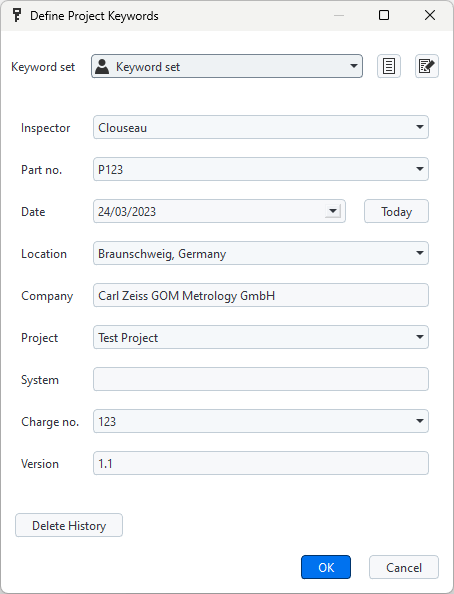 Define Project Keywords
Keyword set Keyword set
Inspector Clouseau
Part no. P123
Date 24/03/2023 Today
Location Braunschweig, Germany
Company Carl Zeiss GOM Metrology GmbH
Project Test Project
System
Charge no. 123
Version 1.1
Delete History
OK Cancel